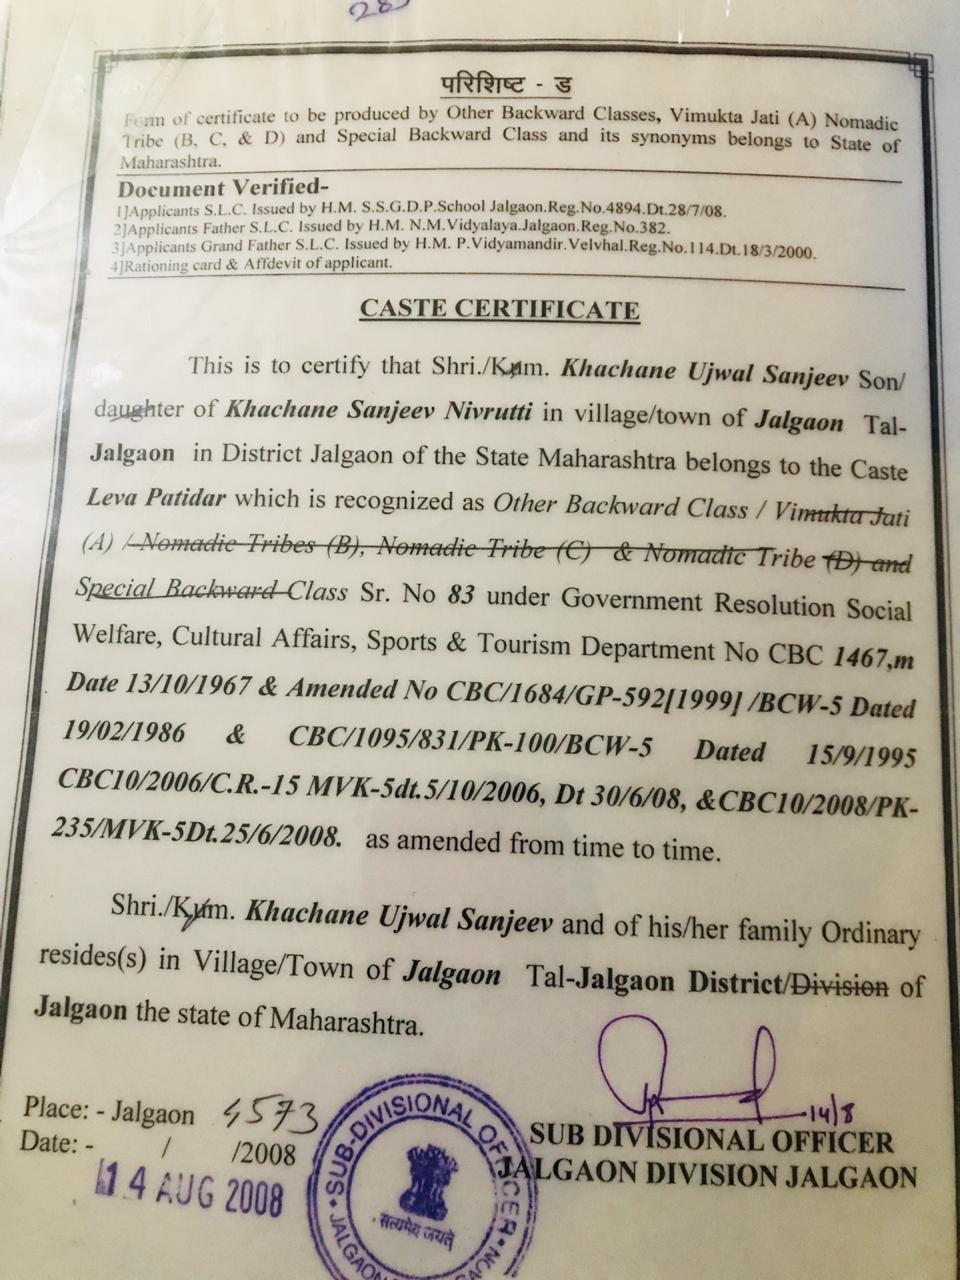 285
परिशिष्ट - ड
Form of certificate to be produced by Other Backward Classes, Vimukta Jati (A) Nomadic
Tribe (B, C, & D) and Special Backward Class and its synonyms belongs to State of
Maharashtra.
Document Verified-
1]Applicants S.L.C. Issued by H.M. S.S.G.D.P.School Jalgaon.Reg.No.4894.Dt.28/7/08.
2]Applicants Father S.L.C. Issued by H.M. N.M.Vidyalaya.Jalgaon.Reg.No.382.
3]Applicants Grand Father S.L.C. Issued by H.M. P.Vidyamandir.Velvhal.Reg.No.114.Dt.18/3/2000.
4]Rationing card & Affdevit of applicant.
CASTE CERTIFICATE
This is to certify that Shri./Kum. Khachane Ujwal Sanjeev Son/
daughter of Khachane Sanjeev Nivrutti in village/town of Jalgaon Tal-
Jalgaon in District Jalgaon of the State Maharashtra belongs to the Caste
Leva Patidar which is recognized as Other Backward Class / Vimukta Jati
(A) / Nomadic Tribes (B), Nomadic Tribe (C) & Nomadic Tribe (D) and
Special Backward Class Sr. No 83 under Government Resolution Social
Welfare, Cultural Affairs, Sports & Tourism Department No CBC 1467,m
Date 13/10/1967 & Amended No CBC/1684/GP-592[1999] /BCW-5 Dated
19/02/1986 & CBC/1095/831/PK-100/BCW-5 Dated 15/9/1995
CBC10/2006/C.R.-15 MVK-5dt.5/10/2006, Dt 30/6/08, &CBC10/2008/PK-
235/MVK-5Dt.25/6/2008. as amended from time to time.
Shri./Kum. Khachane Ujwal Sanjeev and of his/her family Ordinary
resides(s) in Village/Town of Jalgaon Tal-Jalgaon District/Division of
Jalgaon the state of Maharashtra.
14/8
Place: - Jalgaon 4573
Date: - / /2008
14 AUG 2008
SUB-DIVISIONAL OFFICER
सत्यमेव जयते
SUB DIVISIONAL OFFICER
JALGAON DIVISION JALGAON